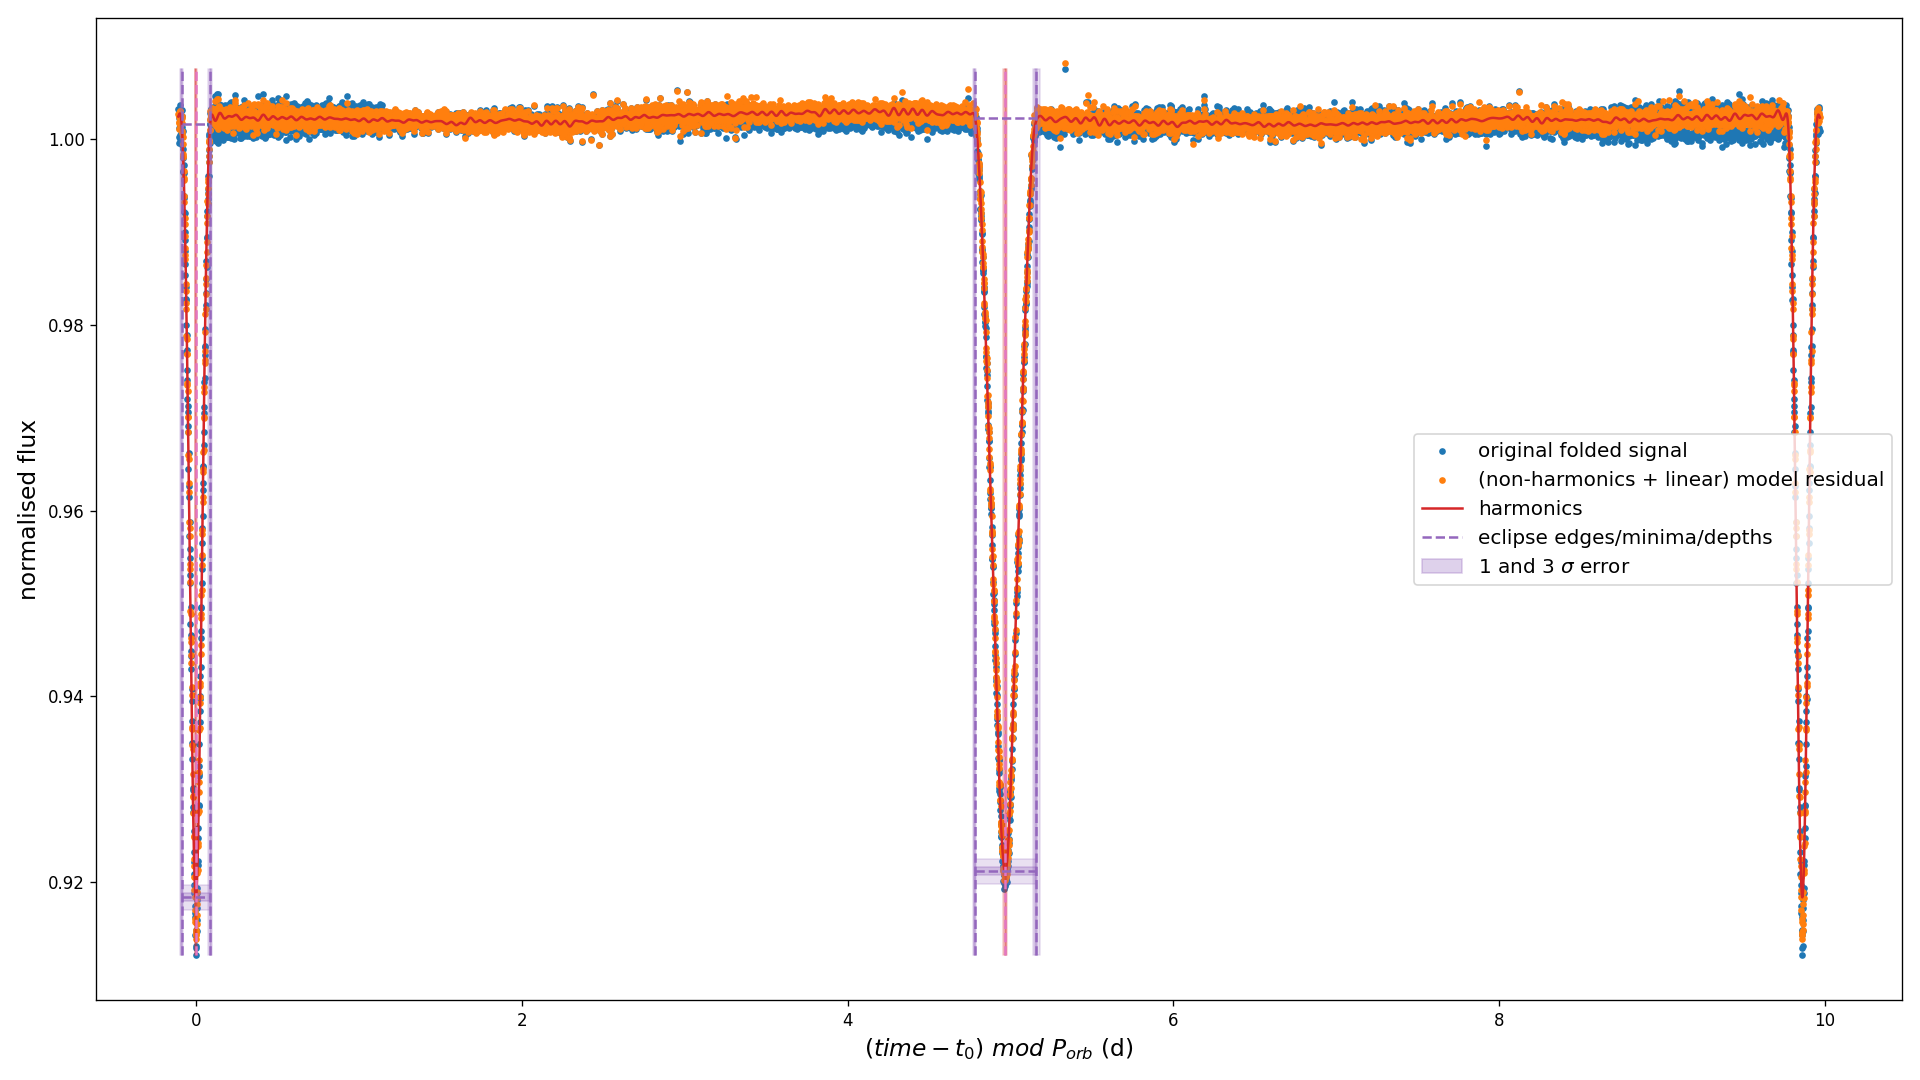 1.00
0.98
0.96
0.94
0.92
normalised flux
original folded signal
(non-harmonics + linear) model residual
harmonics
eclipse edges/minima/depths
1 and 3 σ error
0 2 4 6 8 10
(time − t₀) mod Pₒᵣb (d)